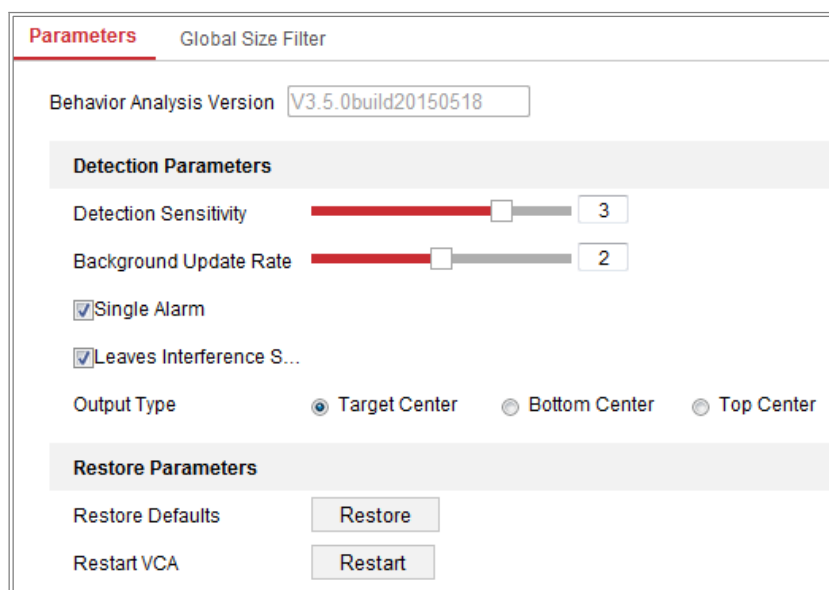 Parameters Global Size Filter
Behavior Analysis Version V3.5.0build20150518
Detection Parameters
Detection Sensitivity 3
Background Update Rate 2
Single Alarm
Leaves Interference S...
Output Type Target Center Bottom Center Top Center
Restore Parameters
Restore Defaults Restore
Restart VCA Restart